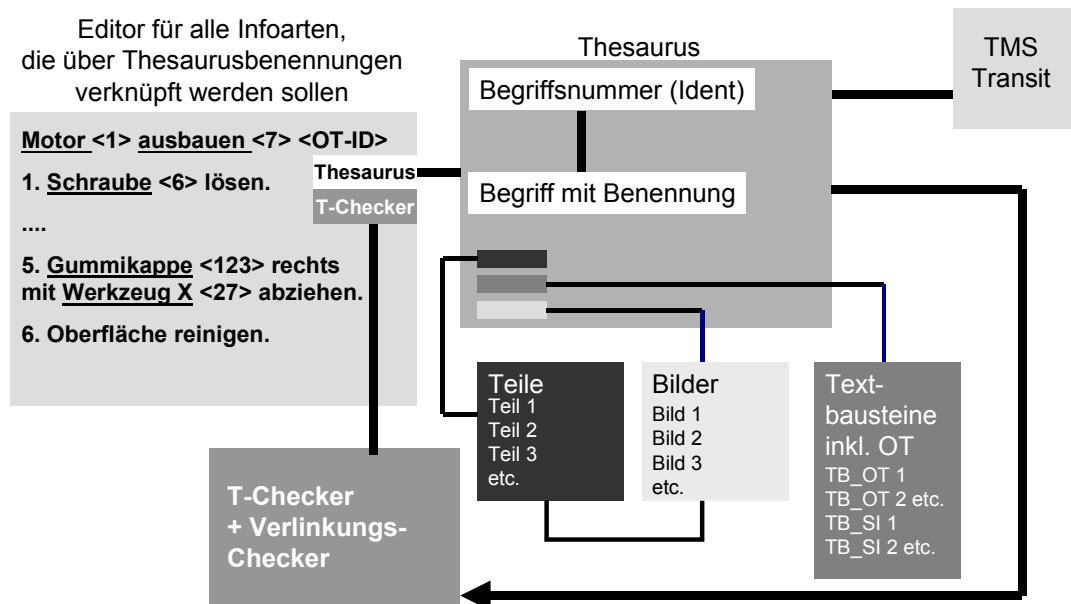 Editor für alle Infoarten,
die über Thesaurusbenennungen
verknüpft werden sollen
Motor <1> ausbauen <7> <OT-ID>
1. Schraube <6> lösen.
....
5. Gummikappe <123> rechts
mit Werkzeug X <27> abziehen.
6. Oberfläche reinigen.
Thesaurus
T-Checker
Thesaurus
Begriffsnummer (Ident)
Begriff mit Benennung
TMS
Transit
Teile
Teil 1
Teil 2
Teil 3
etc.
Bilder
Bild 1
Bild 2
Bild 3
etc.
Text-
bausteine
inkl. OT
TB_OT 1
TB_OT 2 etc.
TB_SI 1
TB_SI 2 etc.
T-Checker
+ Verlinkungs-
Checker